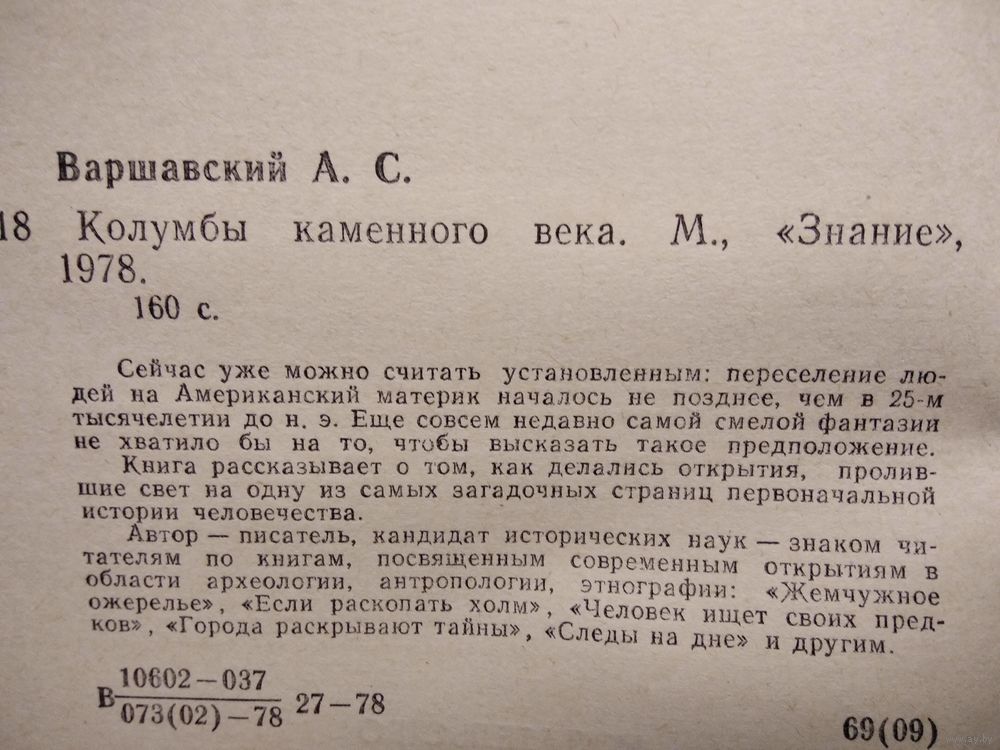 Варшавский А. С.
18 Колумбы каменного века. М., «Знание»,
1978.
160 с.
Сейчас уже можно считать установленным: переселение лю-
дей на Американский материк началось не позднее, чем в 25-м
тысячелетии до н. э. Еще совсем недавно самой смелой фантазии
не хватило бы на то, чтобы высказать такое предположение.
Книга рассказывает о том, как делались открытия, пролив-
шие свет на одну из самых загадочных страниц первоначальной
истории человечества.
Автор — писатель, кандидат исторических наук — знаком чи-
тателям по книгам, посвященным современным открытиям в
области археологии, антропологии, этнографии: «Жемчужное
ожерелье», «Если раскопать холм», «Человек ищет своих пред-
ков», «Города раскрывают тайны», «Следы на дне» и другим.
В 10602—037
073(02)—78 27—78
69(09)
www.ay.by